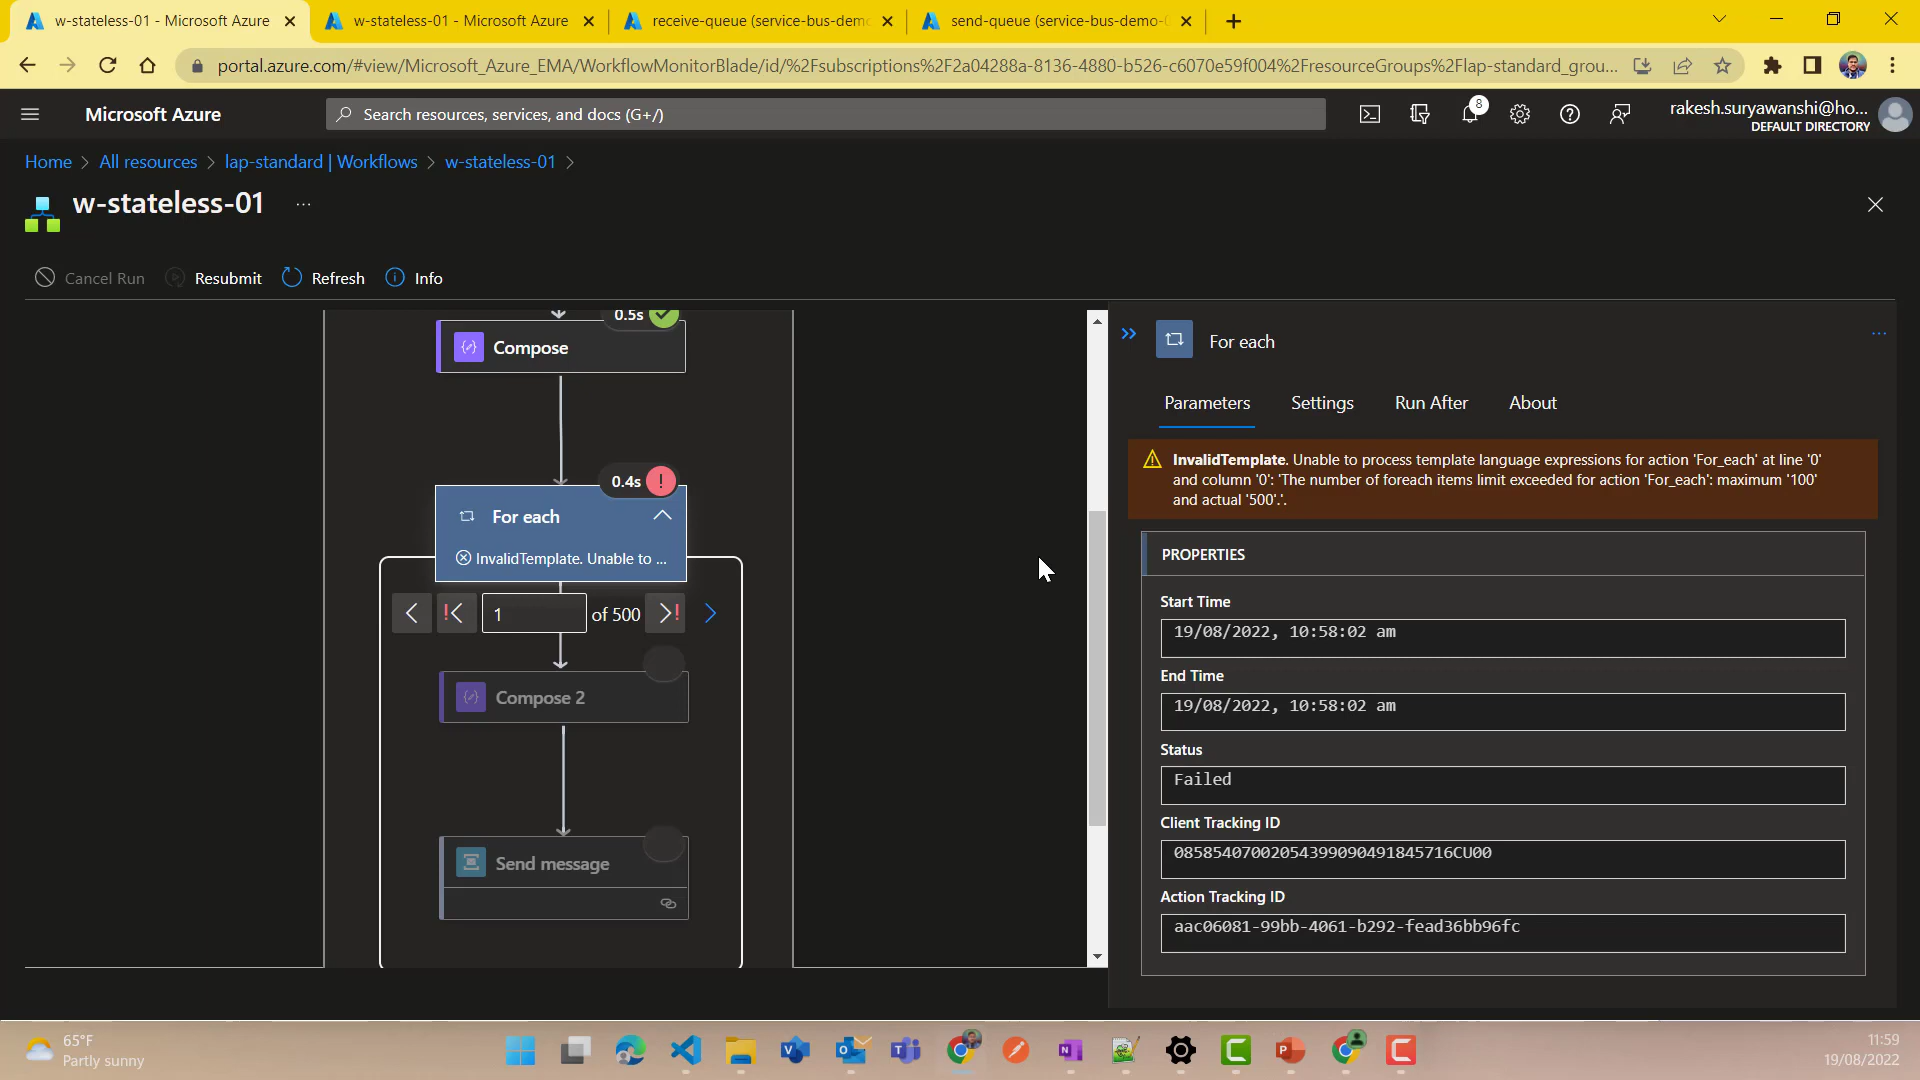 w-stateless-01 - Microsoft Azure
w-stateless-01 - Microsoft Azure
receive-queue (service-bus-demo
send-queue (service-bus-demo-
portal.azure.com/#view/Microsoft_Azure_EMA/WorkflowMonitorBlade/id/%2Fsubscriptions%2F2a04288a-8136-4880-b526-c6070e59f004%2FresourceGroups%2Flap-standard_grou...
Microsoft Azure
Search resources, services, and docs (G+/)
8
rakesh.suryawanshi@ho...
DEFAULT DIRECTORY
Home > All resources > lap-standard | Workflows > w-stateless-01 >
w-stateless-01 ...
Cancel Run Resubmit Refresh Info
0.5s
Compose
0.4s
For each
InvalidTemplate. Unable to ...
1 of 500
Compose 2
Send message
For each
Parameters Settings Run After About
InvalidTemplate. Unable to process template language expressions for action 'For_each' at line '0'
and column '0': 'The number of foreach items limit exceeded for action 'For_each': maximum '100'
and actual '500'.'.
PROPERTIES
Start Time
19/08/2022, 10:58:02 am
End Time
19/08/2022, 10:58:02 am
Status
Failed
Client Tracking ID
08585407002054399090491845716CU00
Action Tracking ID
aac06081-99bb-4061-b292-fead36bb96fc
65°F
Partly sunny
11:59
19/08/2022